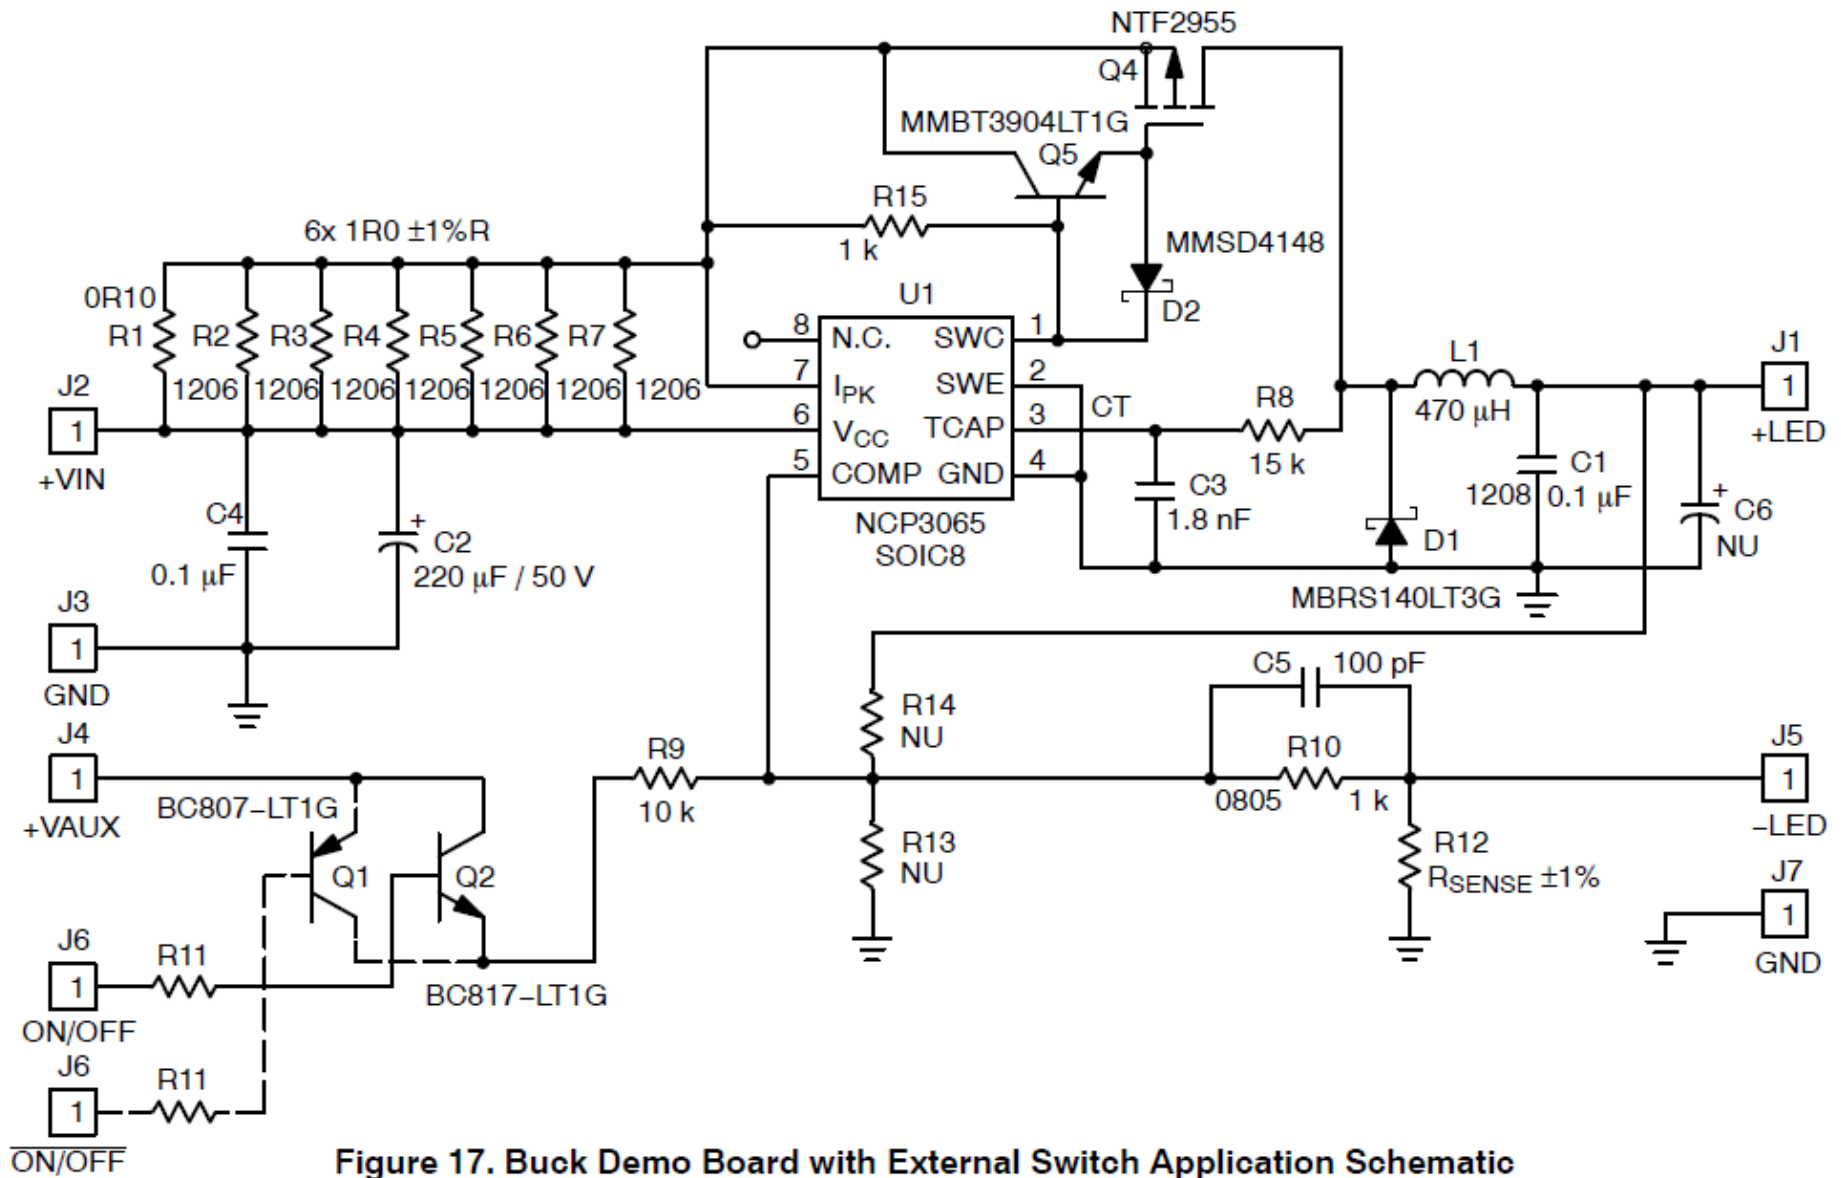 NTF2955
Q4
MMBT3904LT1G
Q5
R15
1 k
MMSD4148
D2
6x 1R0 ±1%R
0R10
R1 R2 R3 R4 R5 R6 R7
1206 1206 1206 1206 1206 1206 1206
U1
8 N.C. SWC 1
7 IPK SWE 2
6 VCC TCAP 3
5 COMP GND 4
NCP3065
SOIC8
CT
R8
15 k
C3
1.8 nF
L1
470 µH
J1
1
+LED
C1
1208 0.1 µF
+
C6
NU
D1
MBRS140LT3G
J2
1
+VIN
C4
0.1 µF
+
C2
220 µF / 50 V
J3
1
GND
J4
1
+VAUX
BC807–LT1G
Q1
Q2
BC817–LT1G
R9
10 k
R14
NU
R13
NU
C5 100 pF
R10
0805 1 k
R12
RSENSE ±1%
J5
1
–LED
J7
1
GND
J6
1
ON/OFF
R11
J6
1
ON/OFF
R11
Figure 17. Buck Demo Board with External Switch Application Schematic